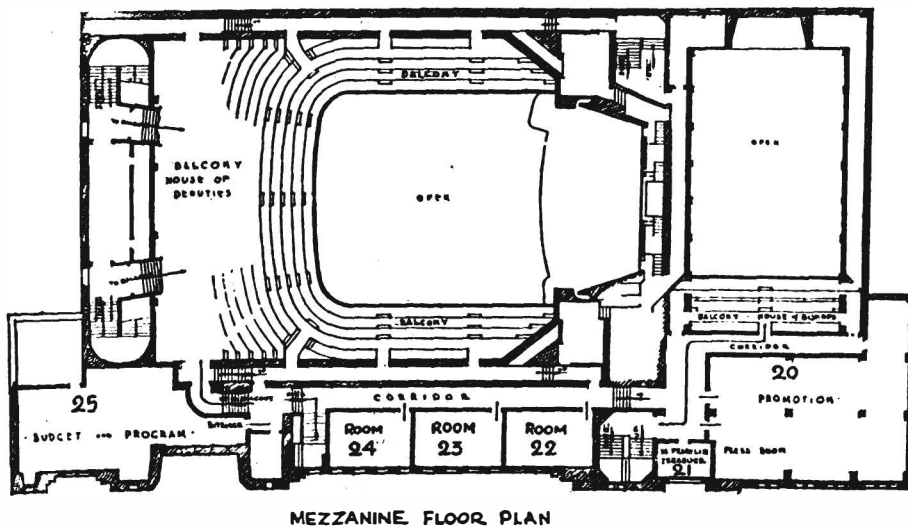 BALCONY
BALCONY
HOUSE OF
DEPUTIES
OPEN
OPEN
BALCONY
BALCONY - HOUSE OF BISHOPS
CORRIDOR
20
PROMOTION
25
BUDGET AND PROGRAM
CORRIDOR
ROOM
24
ROOM
23
ROOM
22
21
PRESS ROOM
MEZZANINE FLOOR PLAN